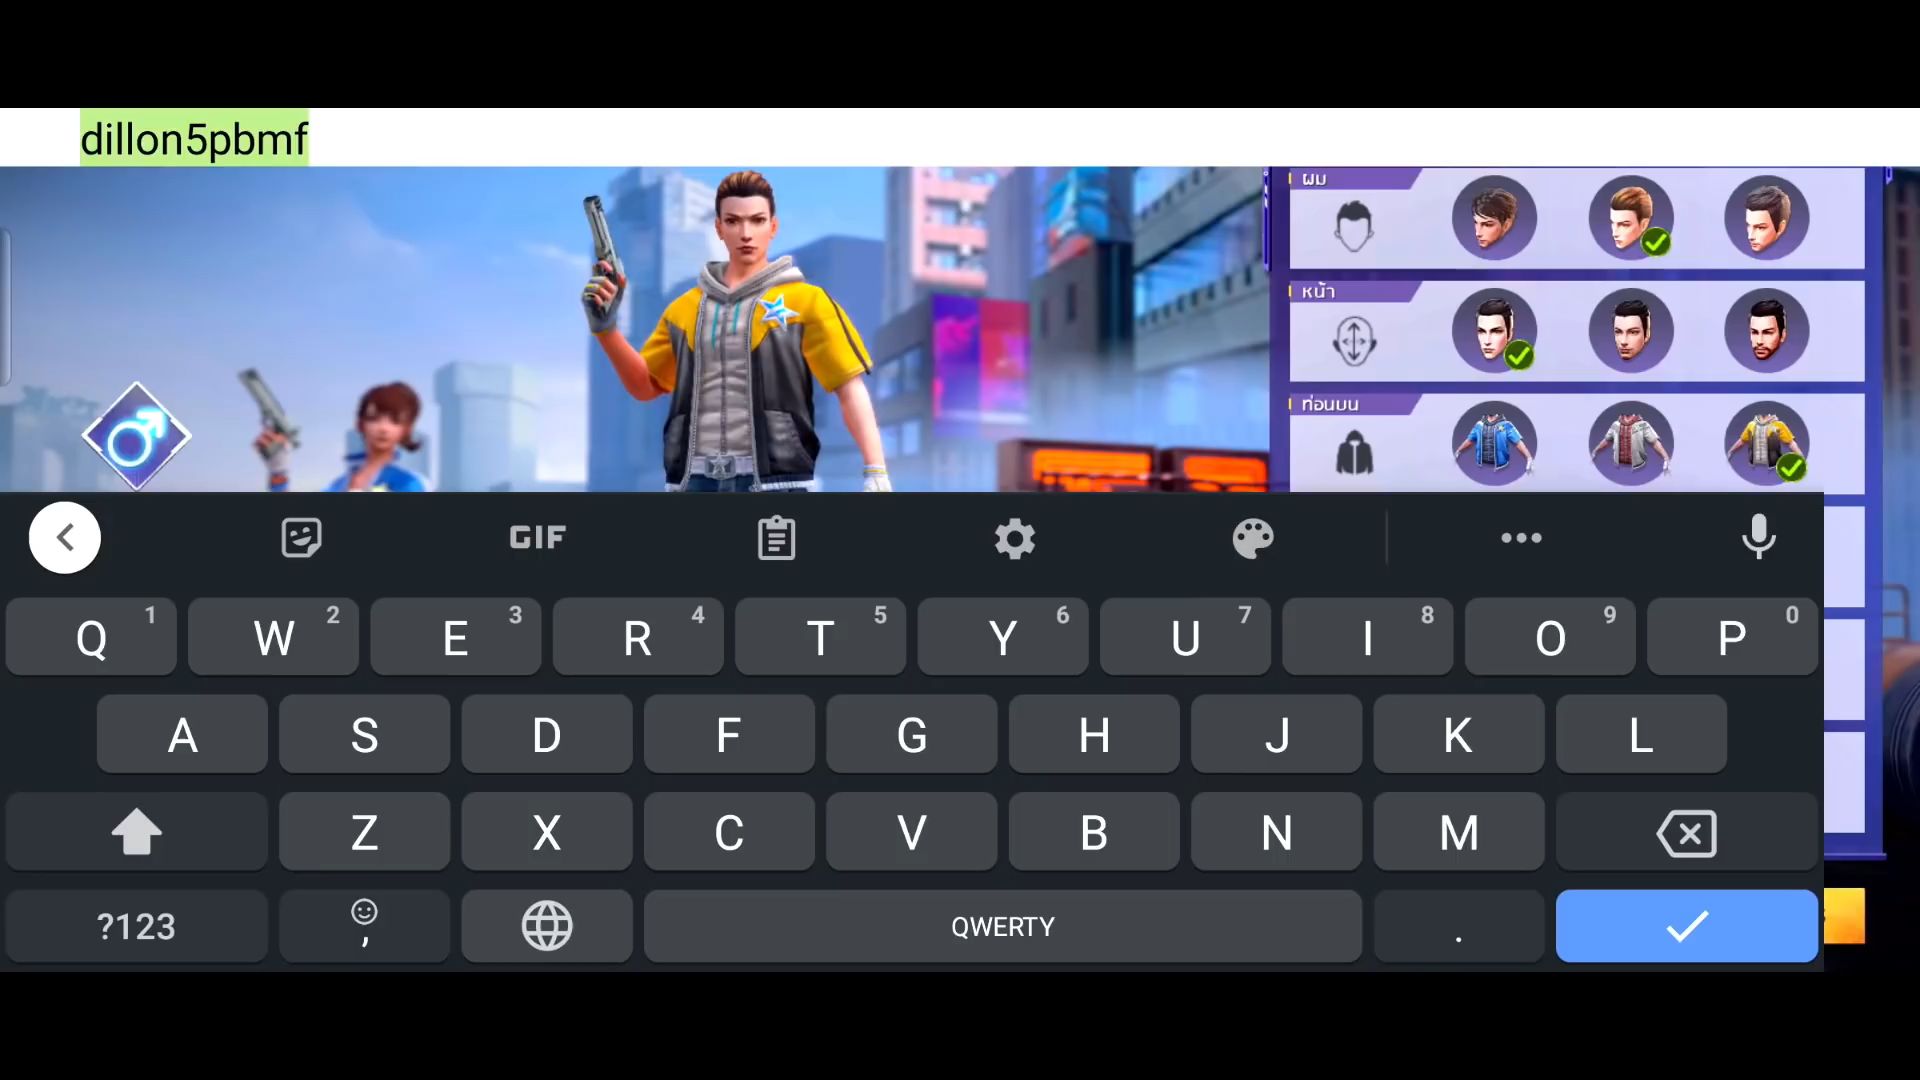 dillon5pbmf
ผม
หน้า
ท่อนบน
GIF
Q 1 W 2 E 3 R 4 T 5 Y 6 U 7 I 8 O 9 P 0
A S D F G H J K L
Z X C V B N M
?123 , QWERTY .